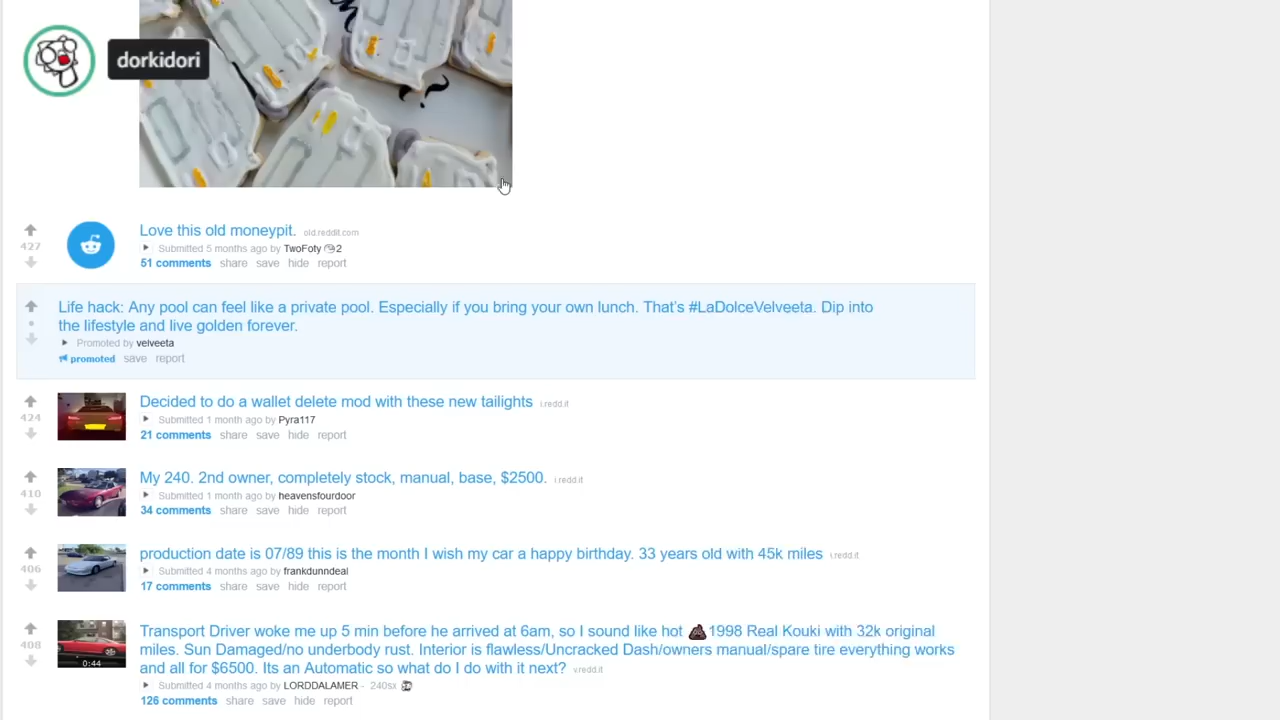 dorkidori
Love this old moneypit. old.reddit.com
427
Submitted 5 months ago by TwoFoty 2
51 comments share save hide report
Life hack: Any pool can feel like a private pool. Especially if you bring your own lunch. That's #LaDolceVelveeta. Dip into
the lifestyle and live golden forever.
Promoted by velveeta
promoted save report
Decided to do a wallet delete mod with these new tailights i.redd.it
424
Submitted 1 month ago by Pyra117
21 comments share save hide report
My 240. 2nd owner, completely stock, manual, base, $2500. i.redd.it
410
Submitted 1 month ago by heavensfourdoor
34 comments share save hide report
production date is 07/89 this is the month I wish my car a happy birthday. 33 years old with 45k miles i.redd.it
406
Submitted 4 months ago by frankdunndeal
17 comments share save hide report
Transport Driver woke me up 5 min before he arrived at 6am, so I sound like hot 💩1998 Real Kouki with 32k original
408
miles. Sun Damaged/no underbody rust. Interior is flawless/Uncracked Dash/owners manual/spare tire everything works
0:44
and all for $6500. Its an Automatic so what do I do with it next? v.redd.it
Submitted 4 months ago by LORDDALAMER - 240sx
126 comments share save hide report